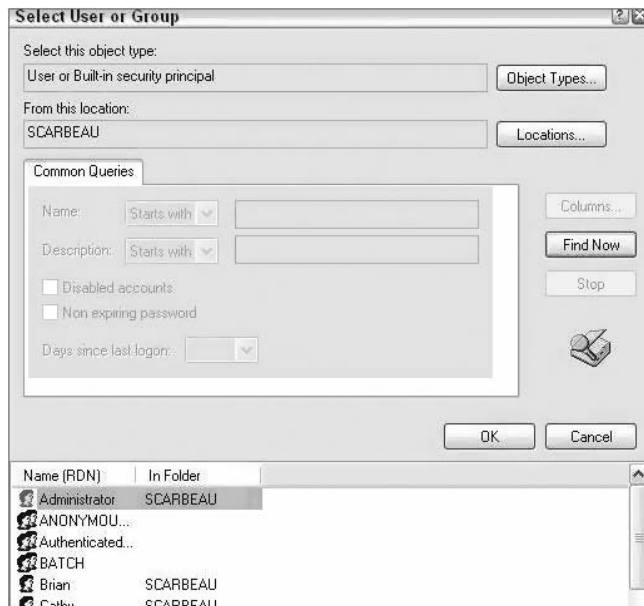 Select User or Group
Select this object type:
User or Built-in security principal
Object Types...
From this location:
SCARBEAU
Locations...
Common Queries
Name:
Starts with
Columns...
Description:
Starts with
Find Now
Disabled accounts
Stop
Non expiring password
Days since last logon:
OK
Cancel
Name (RDN) In Folder
Administrator SCARBEAU
ANONYMOU...
Authenticated...
BATCH
Brian SCARBEAU
Cathy SCARBEAU